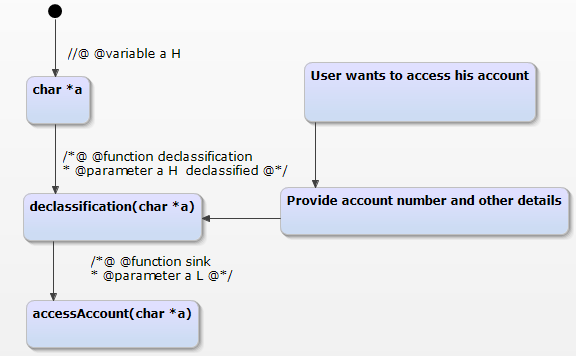 //@ @variable a H
User wants to access his account
char *a
/*@ @function declassification
* @parameter a H  declassified @*/
declassification(char *a)
Provide account number and other details
/*@ @function sink
* @parameter a L @*/
accessAccount(char *a)